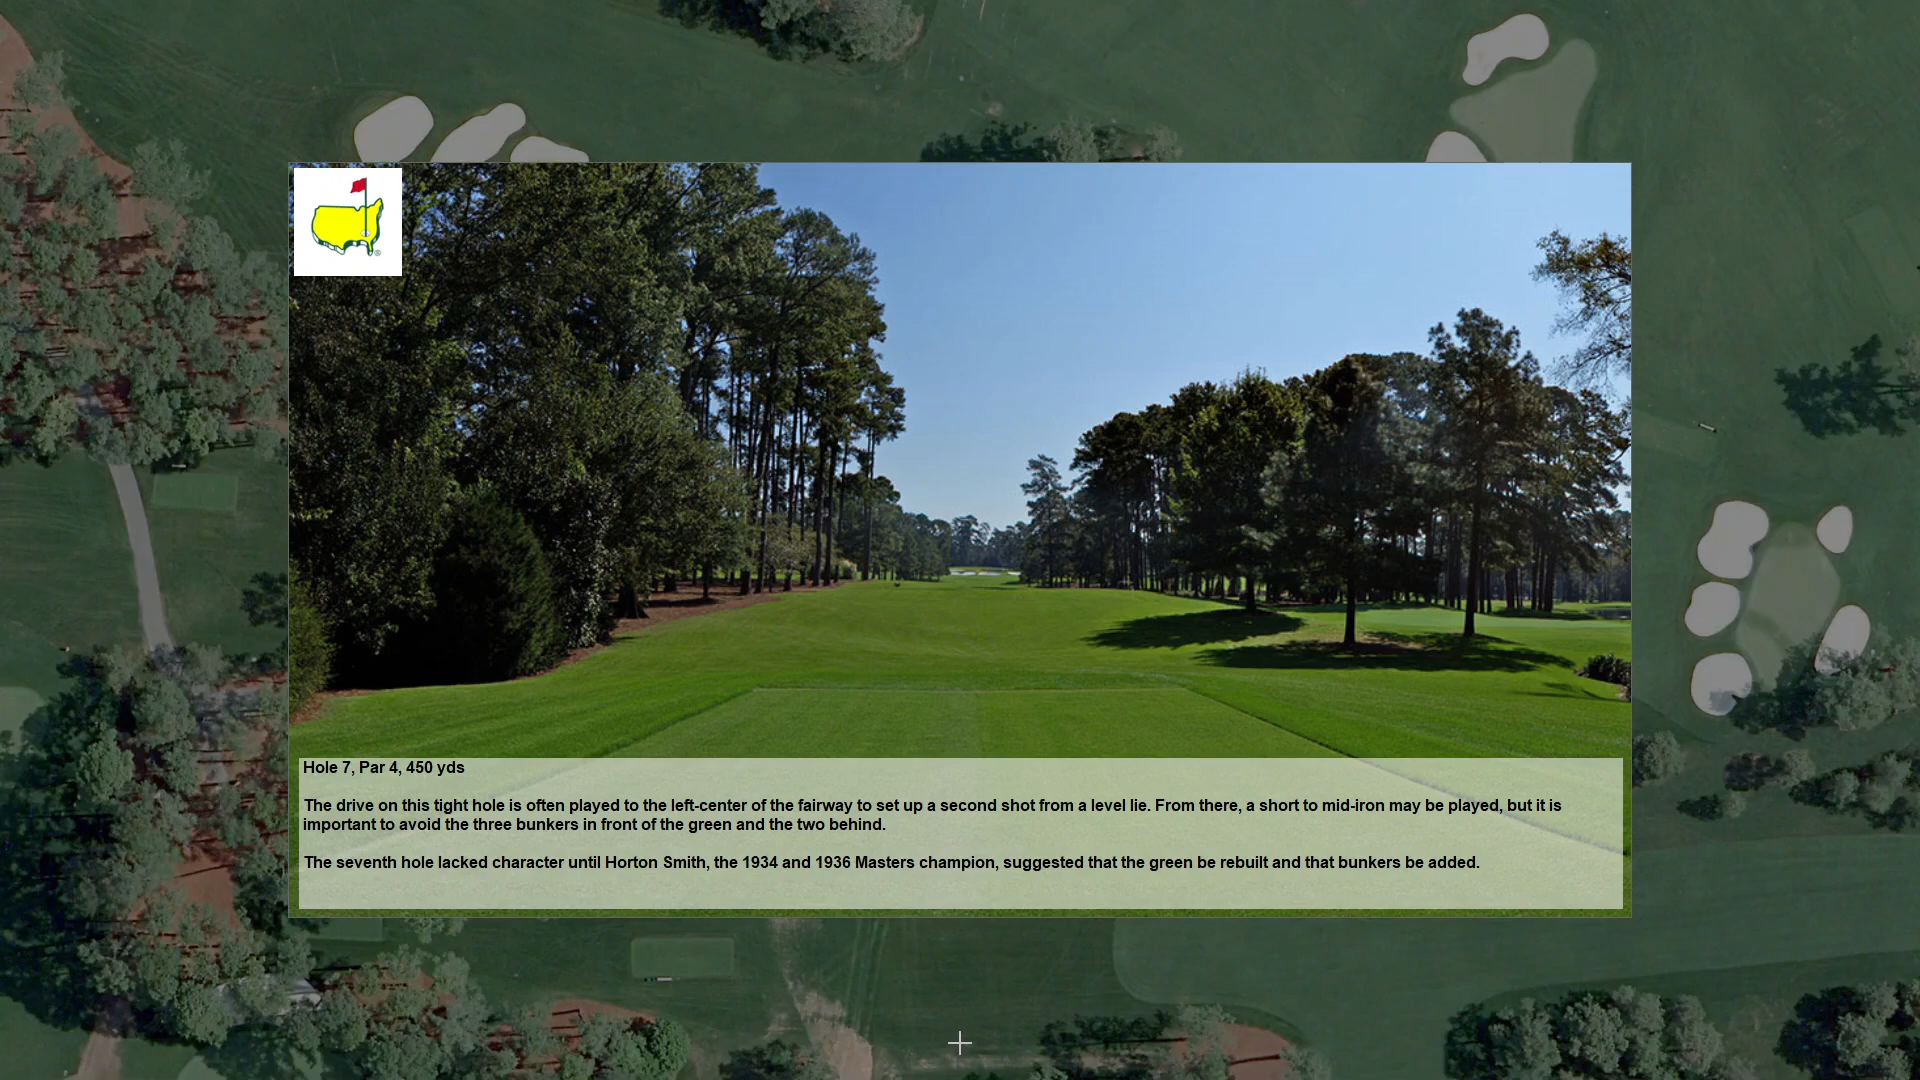 Hole 7, Par 4, 450 yds
The drive on this tight hole is often played to the left-center of the fairway to set up a second shot from a level lie. From there, a short to mid-iron may be played, but it is
important to avoid the three bunkers in front of the green and the two behind.
The seventh hole lacked character until Horton Smith, the 1934 and 1936 Masters champion, suggested that the green be rebuilt and that bunkers be added.